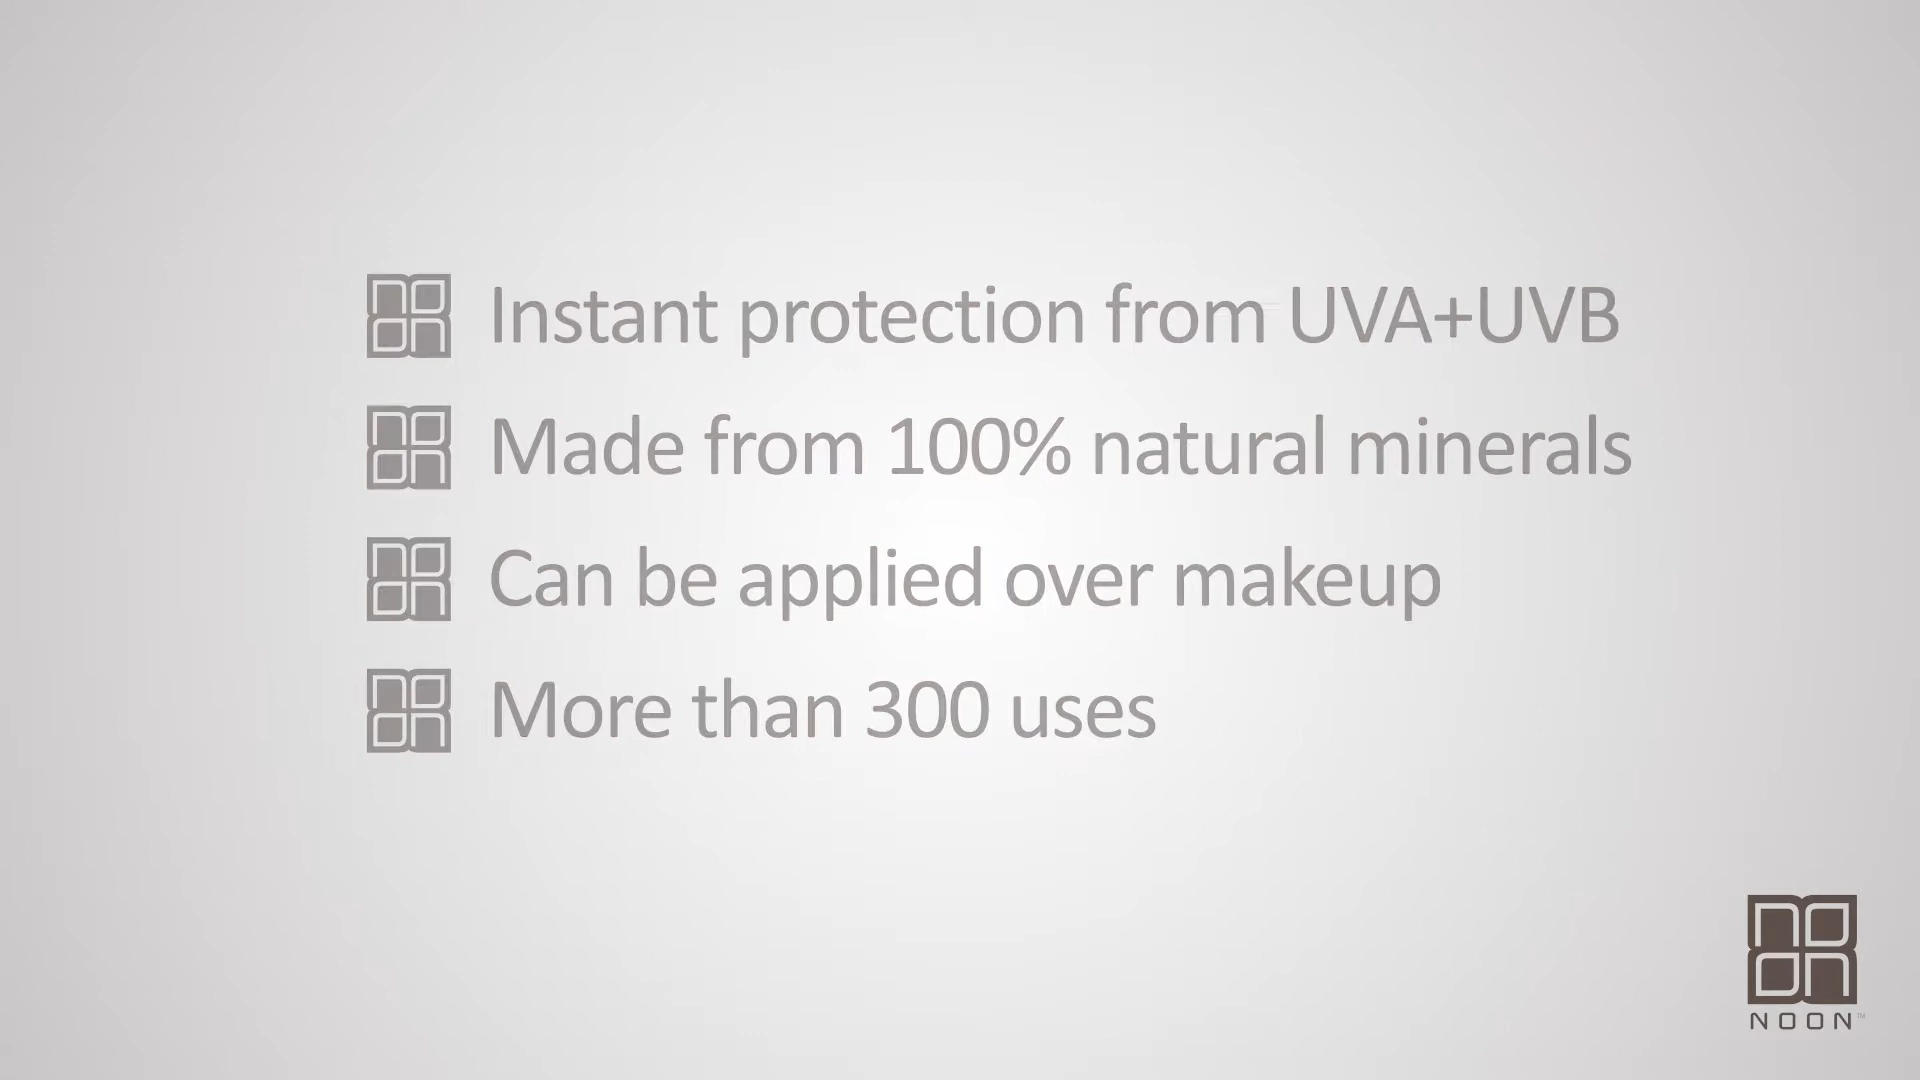 Instant protection from UVA+UVB
Made from 100% natural minerals
Can be applied over makeup
More than 300 uses
NOON™